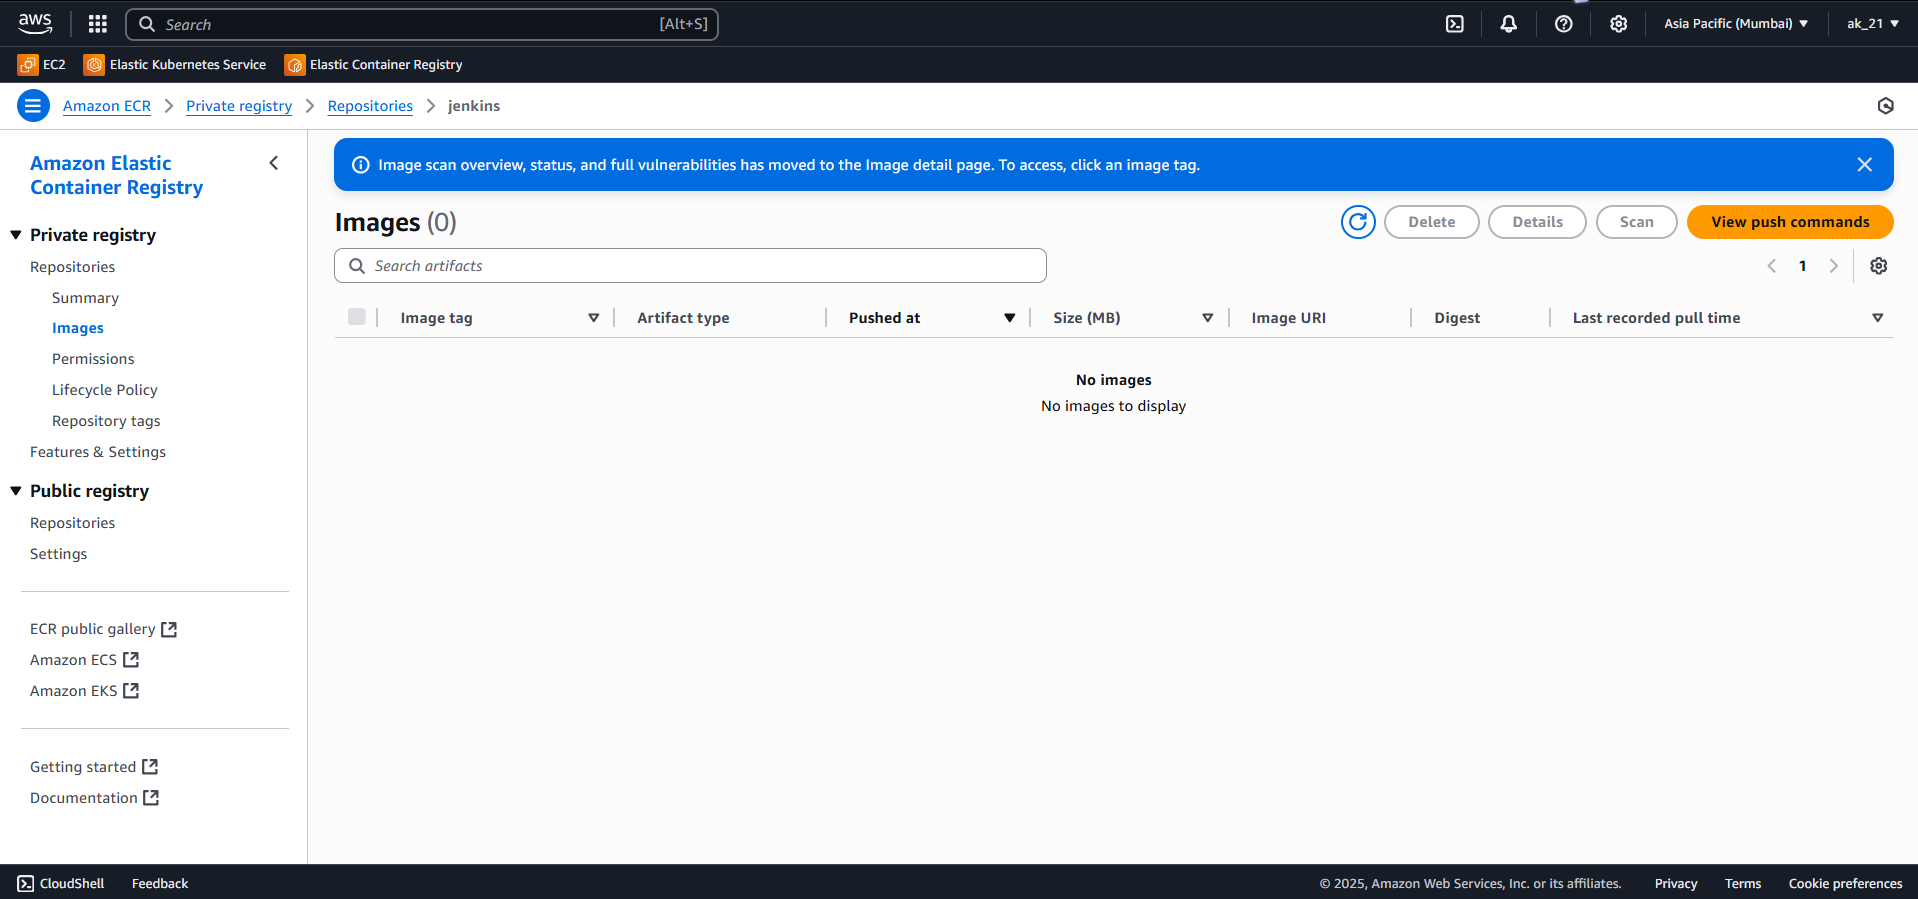 aws
Search [Alt+S]
Asia Pacific (Mumbai)
ak_21
EC2
Elastic Kubernetes Service
Elastic Container Registry
Amazon ECR
Private registry
Repositories
jenkins
Amazon Elastic
Container Registry
Private registry
Repositories
Summary
Images
Permissions
Lifecycle Policy
Repository tags
Features & Settings
Public registry
Repositories
Settings
ECR public gallery
Amazon ECS
Amazon EKS
Getting started
Documentation
Image scan overview, status, and full vulnerabilities has moved to the Image detail page. To access, click an image tag.
Images (0)
Delete
Details
Scan
View push commands
Search artifacts
1
Image tag
Artifact type
Pushed at
Size (MB)
Image URI
Digest
Last recorded pull time
No images
No images to display
CloudShell
Feedback
© 2025, Amazon Web Services, Inc. or its affiliates.
Privacy
Terms
Cookie preferences